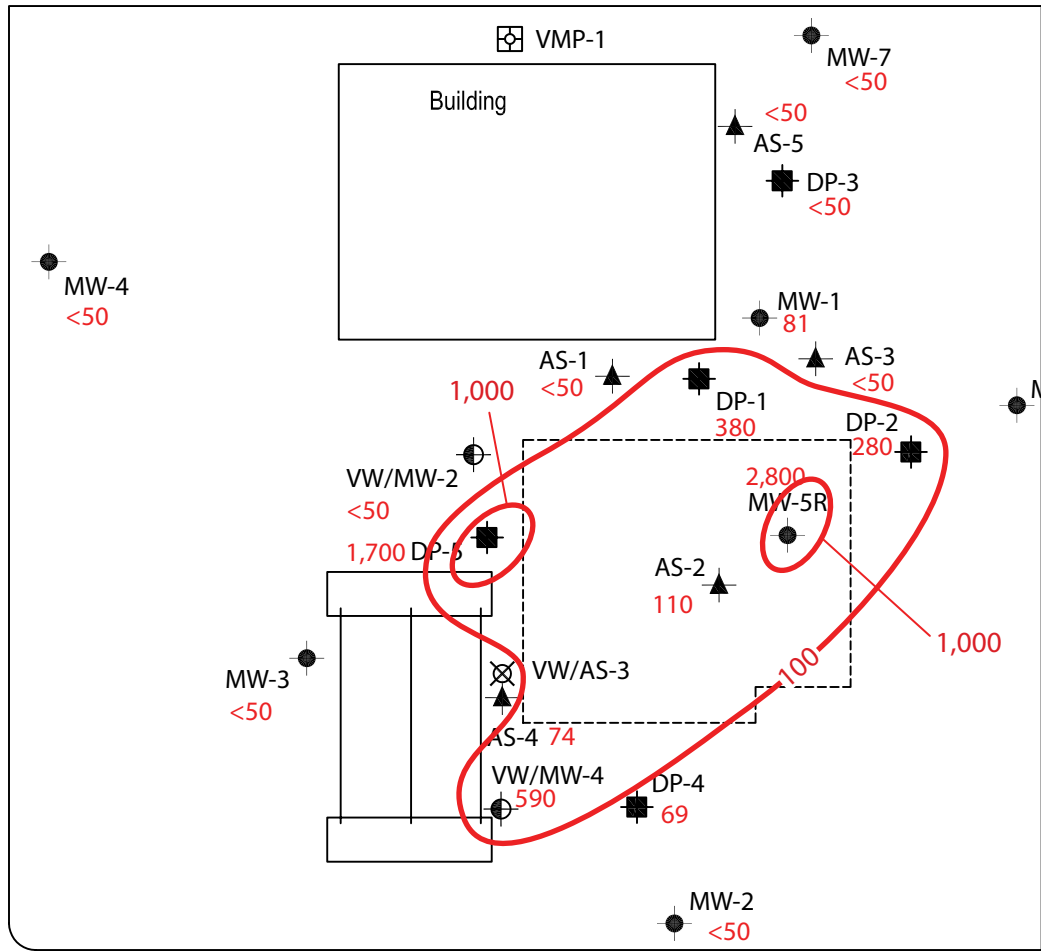 VMP-1
MW-7
<50
Building
<50
AS-5
DP-3
<50
MW-4
<50
MW-1
81
AS-1
<50
AS-3
<50
1,000
DP-1
380
M
DP-2
280
VW/MW-2
<50
2,800
MW-5R
1,700 DP-5
AS-2
110
1,000
100
VW/AS-3
MW-3
<50
AS-4 74
VW/MW-4
590
DP-4
69
MW-2
<50